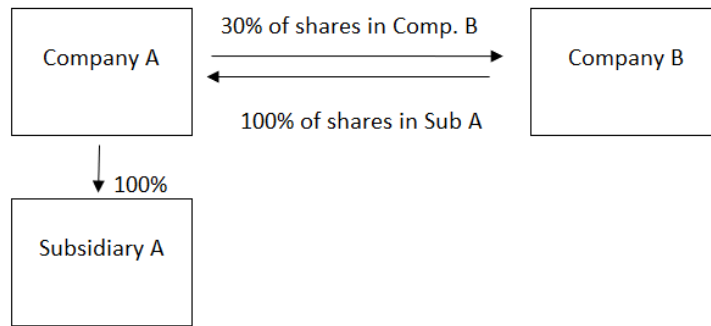 30% of shares in Comp. B
Company A
Company B
100% of shares in Sub A
100%
Subsidiary A